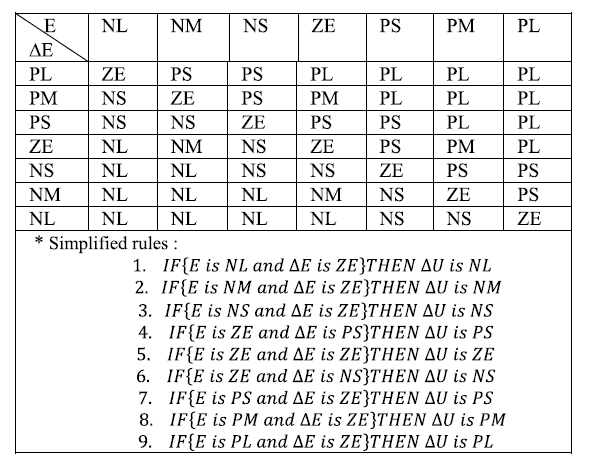 E NL NM NS ZE PS PM PL
ΔE
PL ZE PS PS PL PL PL PL
PM NS ZE PS PM PL PL PL
PS NS NS ZE PS PS PL PL
ZE NL NM NS ZE PS PM PL
NS NL NL NS NS ZE PS PS
NM NL NL NL NM NS ZE PS
NL NL NL NL NL NS NS ZE
* Simplified rules :
1. IF{E is NL and ΔE is ZE}THEN ΔU is NL
2. IF{E is NM and ΔE is ZE}THEN ΔU is NM
3. IF{E is NS and ΔE is ZE}THEN ΔU is NS
4. IF{E is ZE and ΔE is PS}THEN ΔU is PS
5. IF{E is ZE and ΔE is ZE}THEN ΔU is ZE
6. IF{E is ZE and ΔE is NS}THEN ΔU is NS
7. IF{E is PS and ΔE is ZE}THEN ΔU is PS
8. IF{E is PM and ΔE is ZE}THEN ΔU is PM
9. IF{E is PL and ΔE is ZE}THEN ΔU is PL